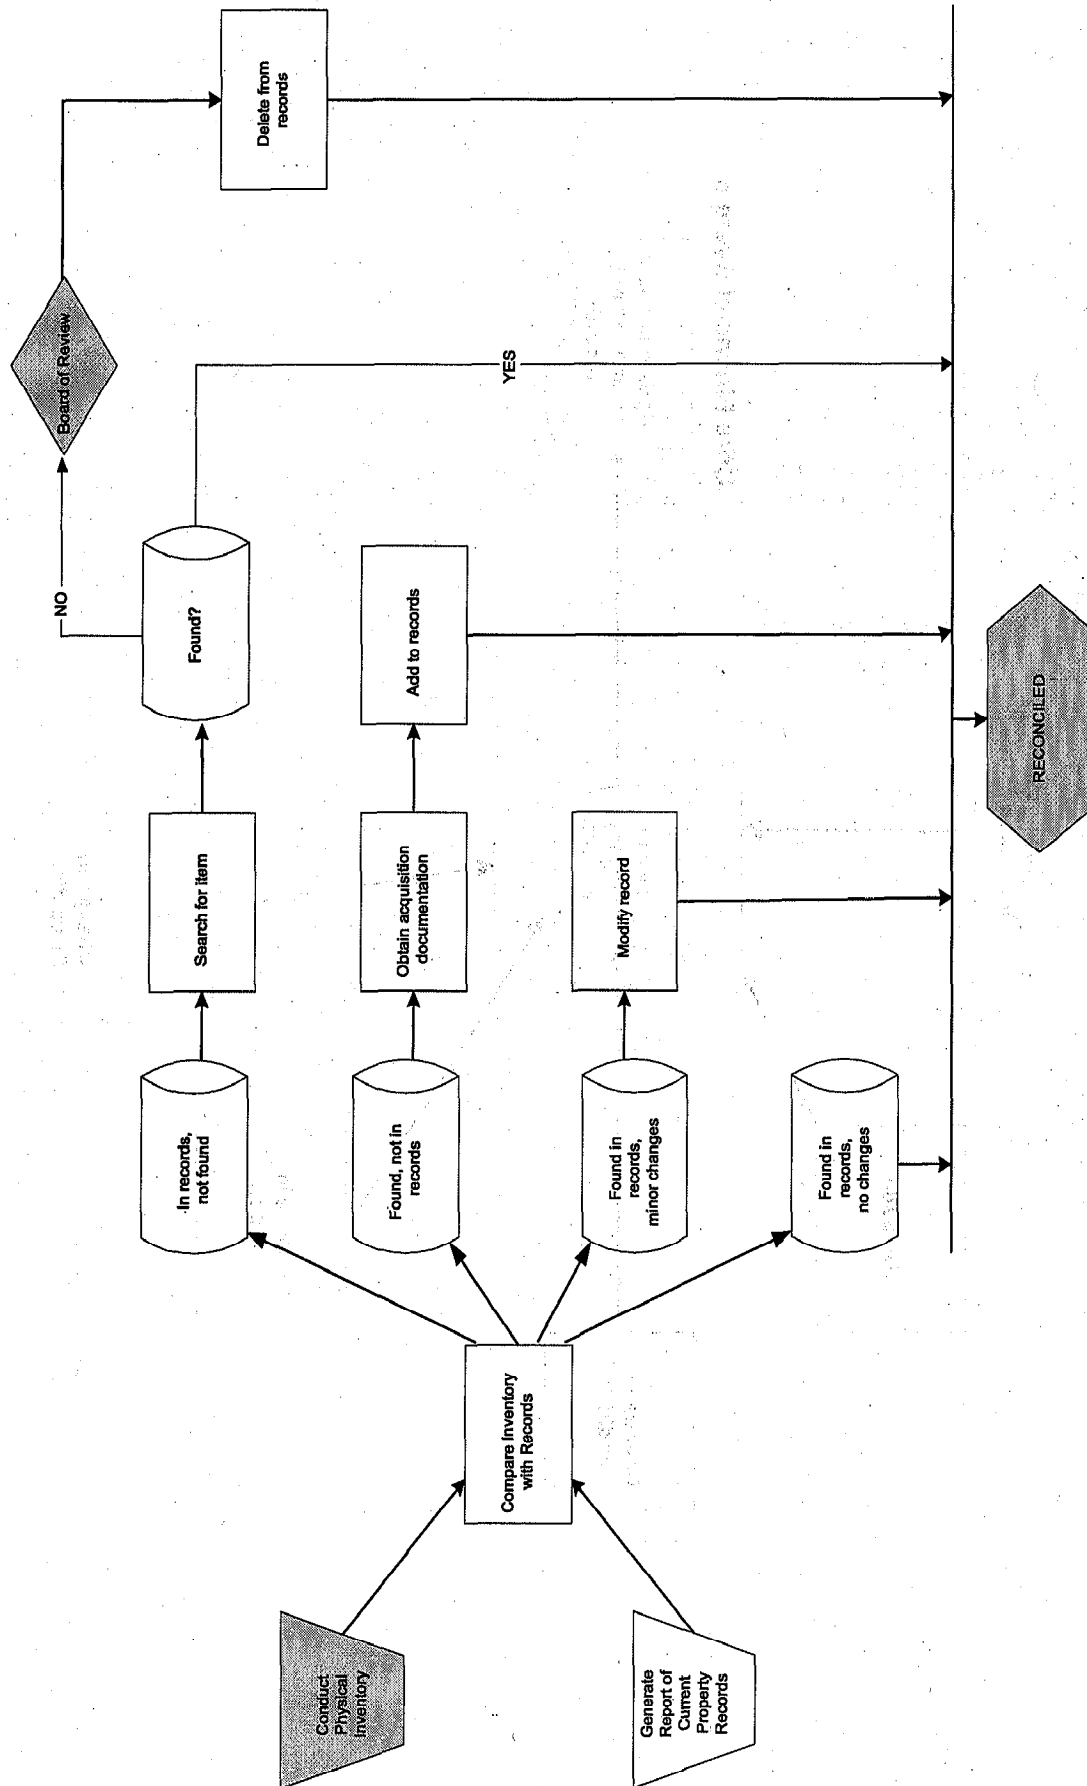 Conduct
Physical
Inventory
Generate
Report of
Current
Property
Records
Compare Inventory
with Records
In records,
not found
Search for item
Found?
NO
Board of Review
Delete from
records
YES
Found, not in
records
Obtain acquisition
documentation
Add to records
Found in
records,
minor changes
Modify record
Found in
records,
no changes
RECONCILED